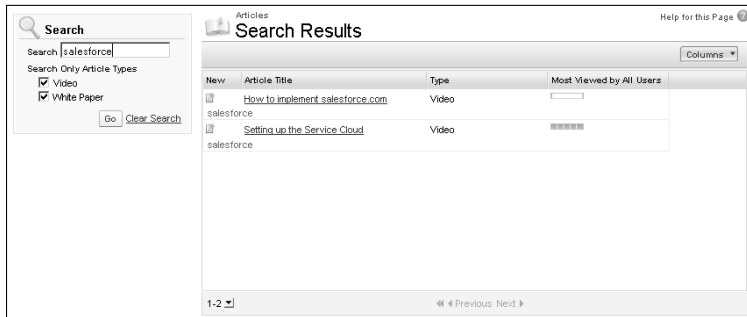 Search
Search salesforce
Search Only Article Types
Video
White Paper
Go Clear Search
Articles
Search Results
Help for this Page ?
Columns
New Article Title Type Most Viewed by All Users
How to implement salesforce.com Video
salesforce
Setting up the Service Cloud Video
salesforce
1-2 Previous Next